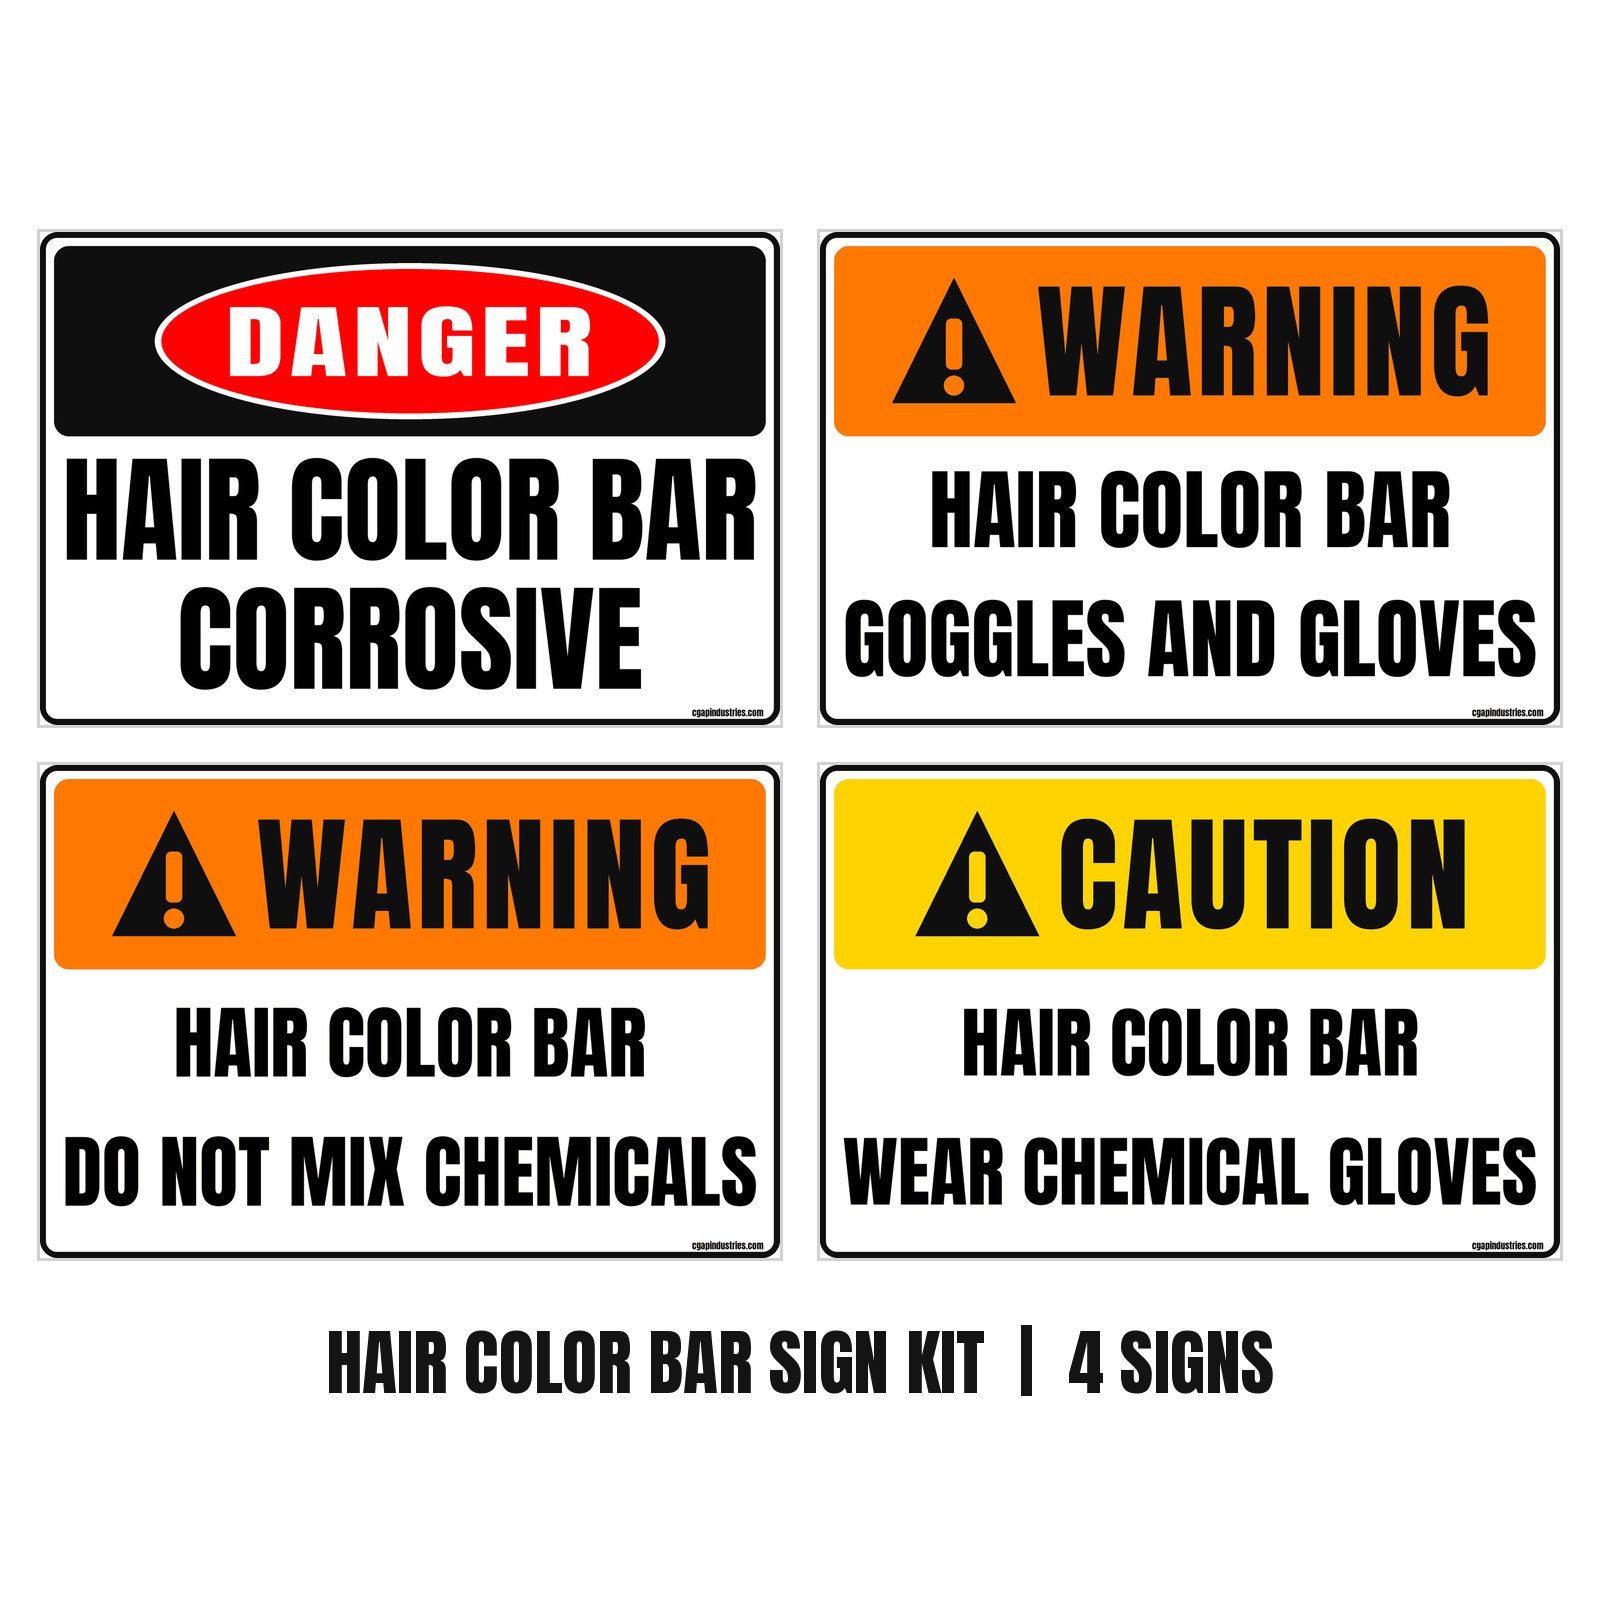 DANGER
HAIR COLOR BAR
CORROSIVE
cgapindustries.com
WARNING
HAIR COLOR BAR
GOGGLES AND GLOVES
cgapindustries.com
WARNING
HAIR COLOR BAR
DO NOT MIX CHEMICALS
cgapindustries.com
CAUTION
HAIR COLOR BAR
WEAR CHEMICAL GLOVES
cgapindustries.com
HAIR COLOR BAR SIGN KIT | 4 SIGNS